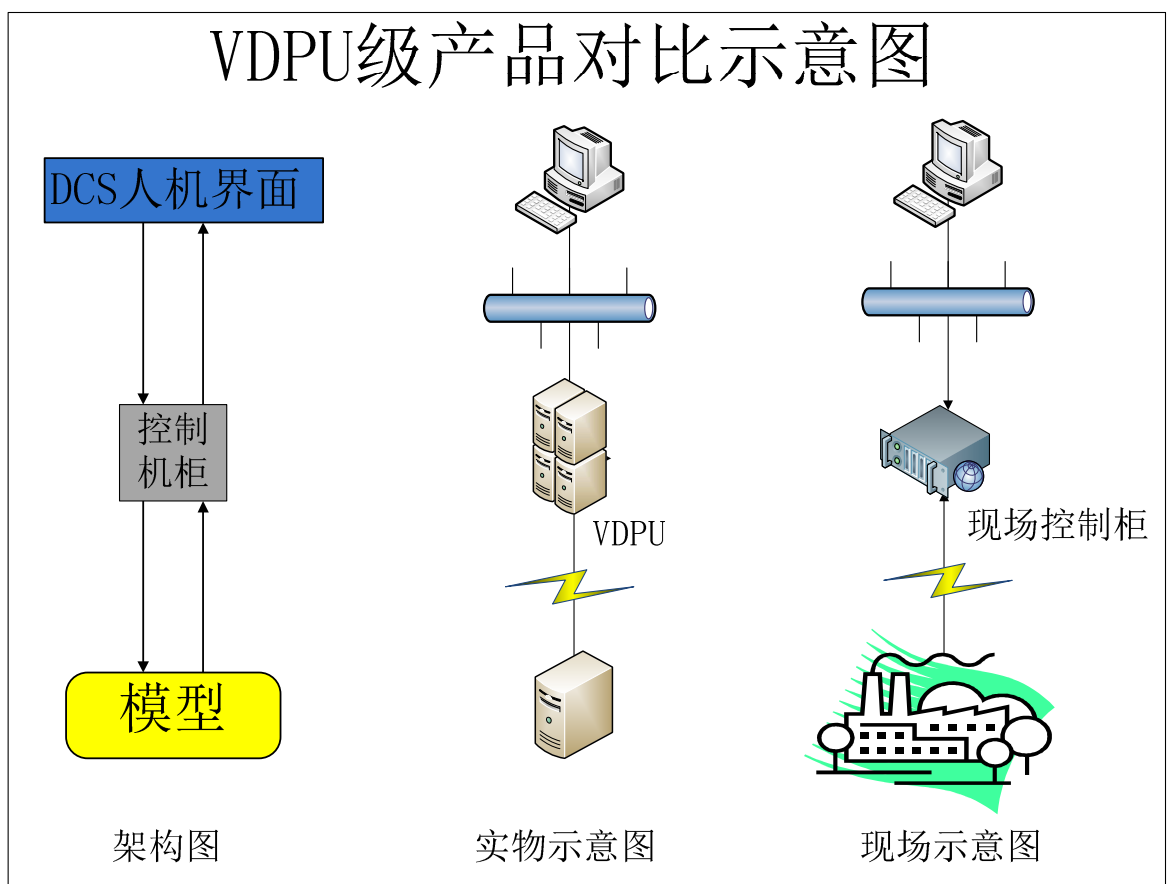 VDPU级产品对比示意图
DCS人机界面
控制
机柜
VDPU
现场控制柜
模型
架构图
实物示意图
现场示意图